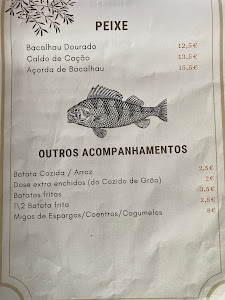 PEIXE
Bacalhau Dourado 12,5€
Caldo de Cação 13,5€
Açorda de Bacalhau 15,5€
OUTROS ACOMPANHAMENTOS
Batata Cozida / Arroz 2,5€
Dose extra enchidos (do Cozido de Grão) 2€
Batatas fritas 3,5€
1\2 Batata frita 2,5€
Migas de Espargos/Coentros/Cogumelos 8€